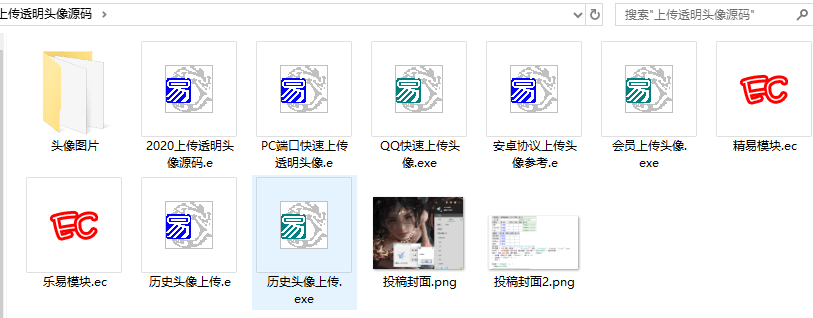 上传透明头像源码
搜索"上传透明头像源码"
头像图片
2020上传透明头
像源码.e
PC端口快速上传
透明头像.e
QQ快速上传头
像.exe
安卓协议上传头
像参考.e
会员上传头像.
exe
精易模块.ec
乐易模块.ec
历史头像上传.e
历史头像上传.
exe
投稿封面.png
投稿封面2.png